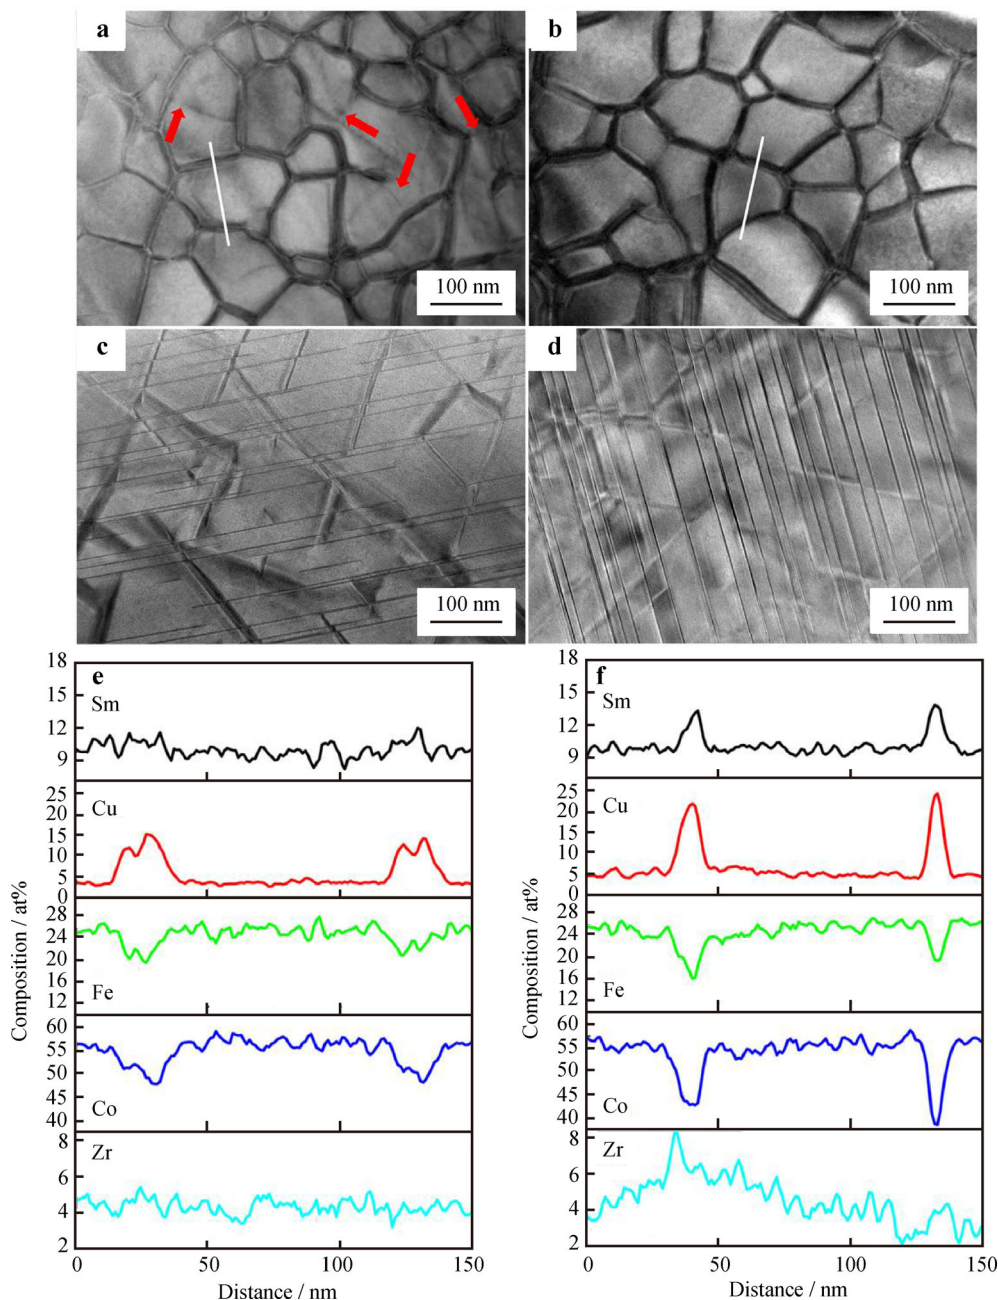 a
b
100 nm
100 nm
c
d
100 nm
100 nm
e
Sm
18
15
12
9
Cu
25
20
15
10
5
0
Fe
28
24
20
16
12
Co
60
55
50
45
40
Zr
8
6
4
2
0 50 100 150
Distance / nm
Composition / at%
f
Sm
18
15
12
9
Cu
25
20
15
10
5
0
Fe
28
24
20
16
12
Co
60
55
50
45
40
Zr
8
6
4
2
0 50 100 150
Distance / nm
Composition / at%